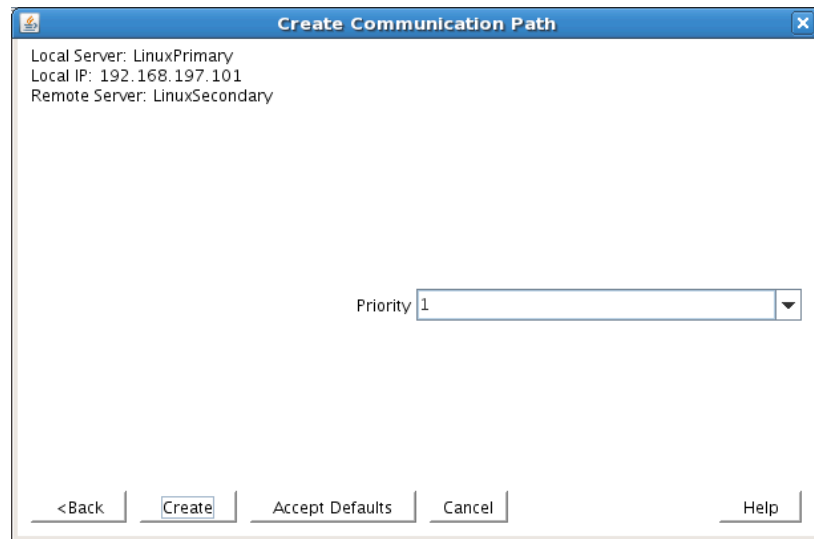 Create Communication Path
Local Server: LinuxPrimary
Local IP: 192.168.197.101
Remote Server: LinuxSecondary
Priority 1
<Back Create Accept Defaults Cancel Help